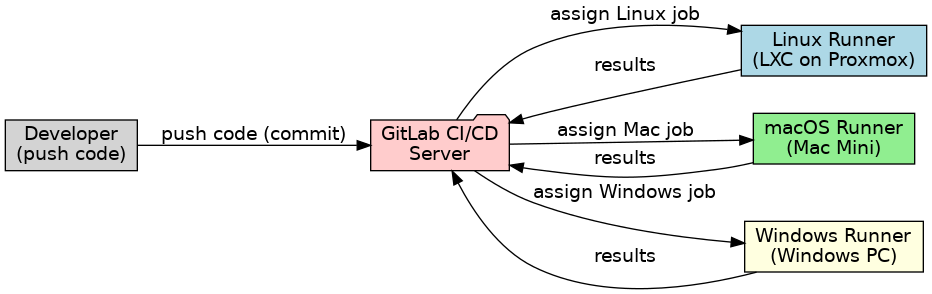 Developer
(push code)
push code (commit)
GitLab CI/CD
Server
assign Linux job
results
Linux Runner
(LXC on Proxmox)
assign Mac job
results
macOS Runner
(Mac Mini)
assign Windows job
results
Windows Runner
(Windows PC)